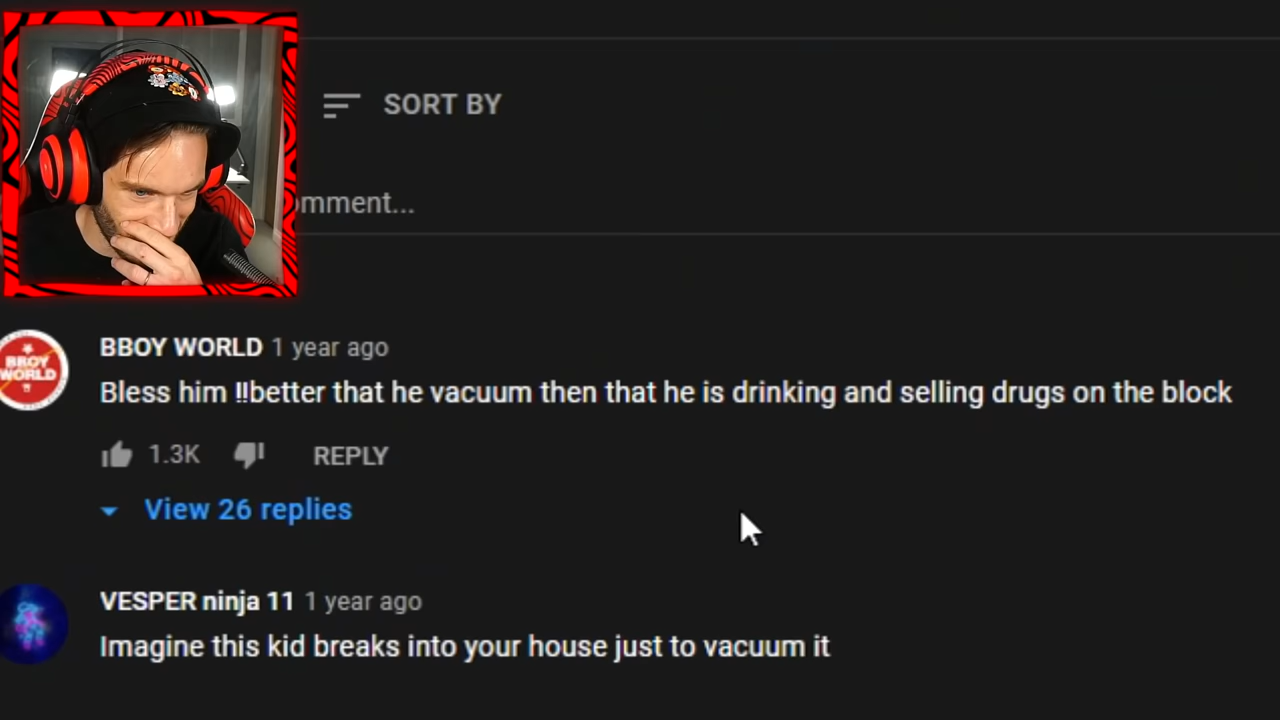 SORT BY
omment...
BBOY WORLD 1 year ago
Bless him !!better that he vacuum then that he is drinking and selling drugs on the block
1.3K REPLY
View 26 replies
VESPER ninja 11 1 year ago
Imagine this kid breaks into your house just to vacuum it
BBOY
WORLD